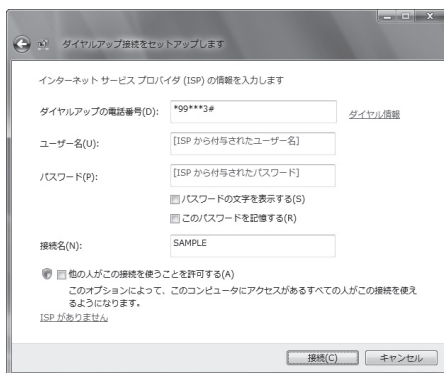 ダイヤルアップ接続をセットアップします
インターネット サービス プロバイダ (ISP) の情報を入力します
ダイヤルアップの電話番号(D):
*99***3#
ダイヤル情報
ユーザー名(U):
[ISP から付与されたユーザー名]
パスワード(P):
[ISP から付与されたパスワード]
パスワードの文字を表示する(S)
このパスワードを記憶する(R)
接続名(N):
SAMPLE
他の人がこの接続を使うことを許可する(A)
このオプションによって、このコンピュータにアクセスがあるすべての人がこの接続を使え
るようになります。
ISP がありません
接続(C)
キャンセル